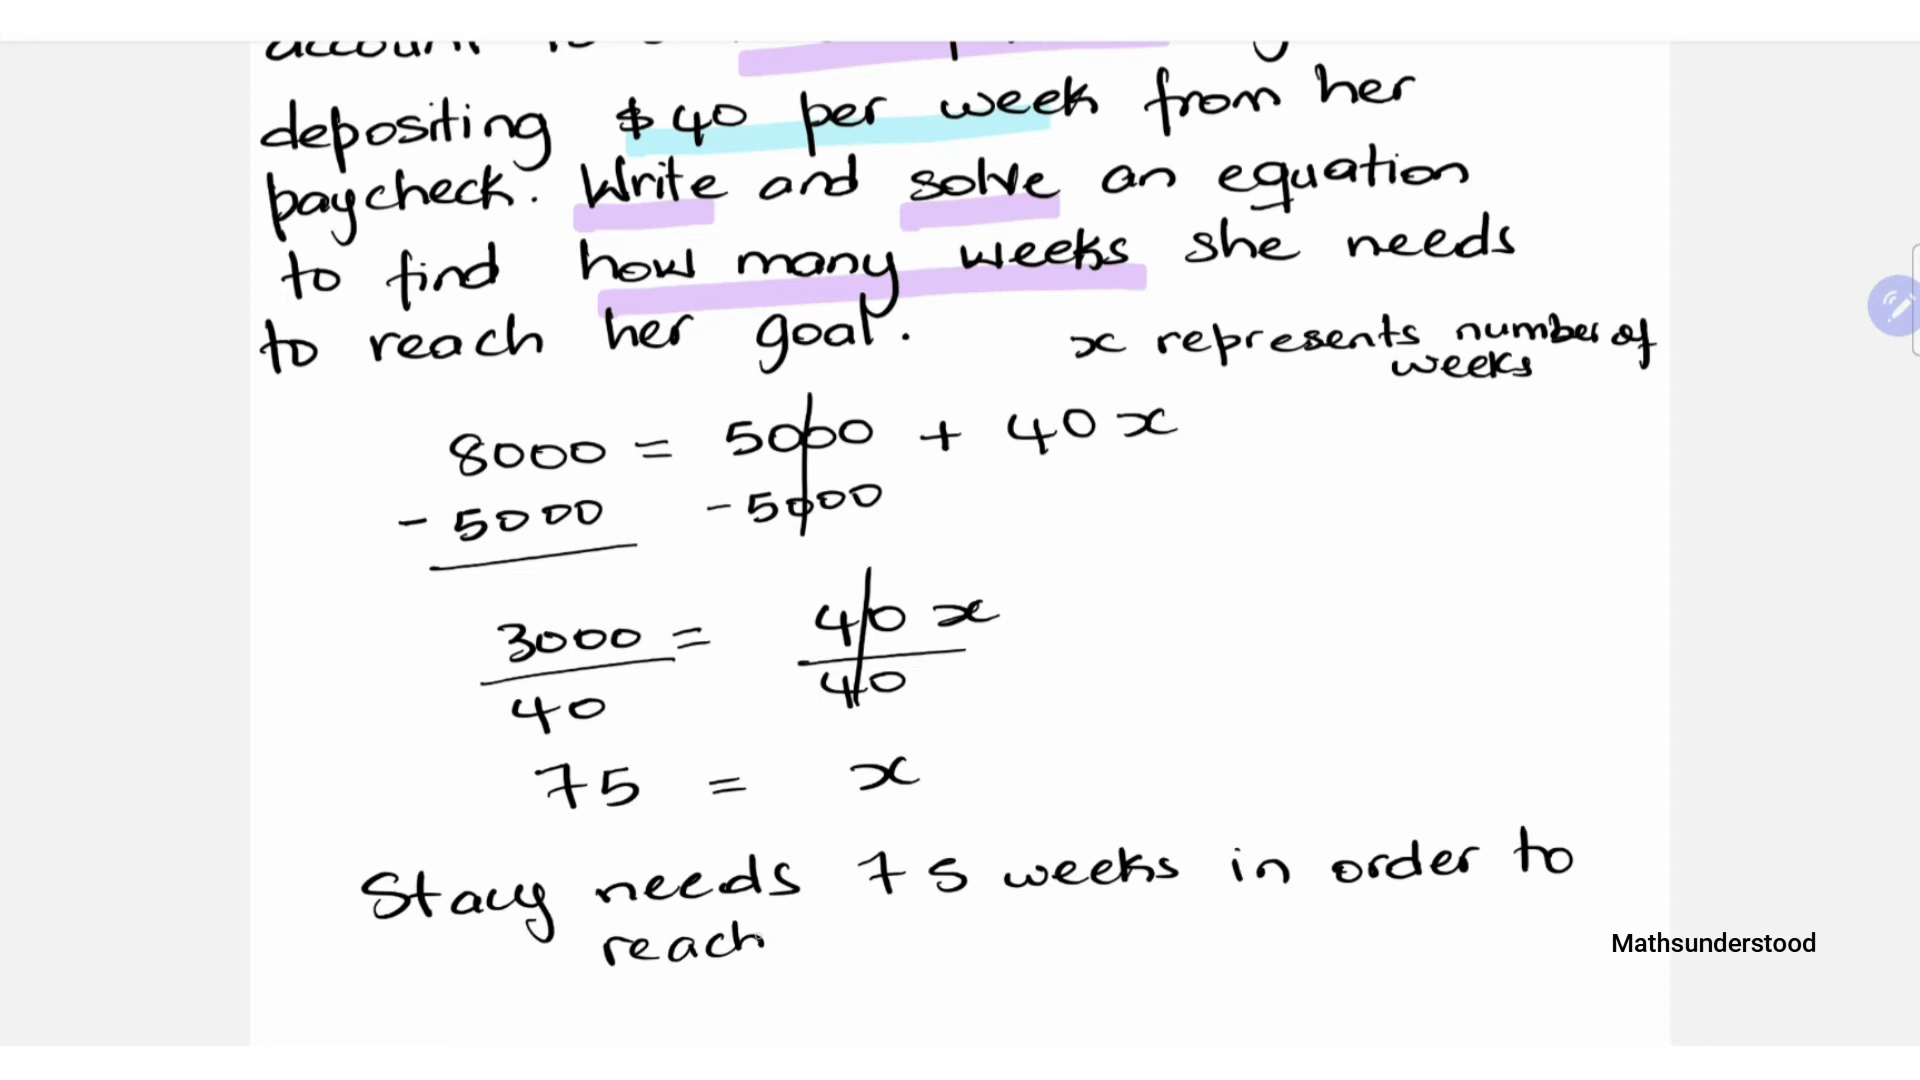 account
depositing $40 per week from her
paycheck. Write and solve an equation
to find how many weeks she needs
to reach her goal.
x represents number of
weeks
8000 = 5000 + 40x
- 5000 - 5000
3000 = 40x
40 40
75 = x
Stacy needs 75 weeks in order to
reach
Mathsunderstood